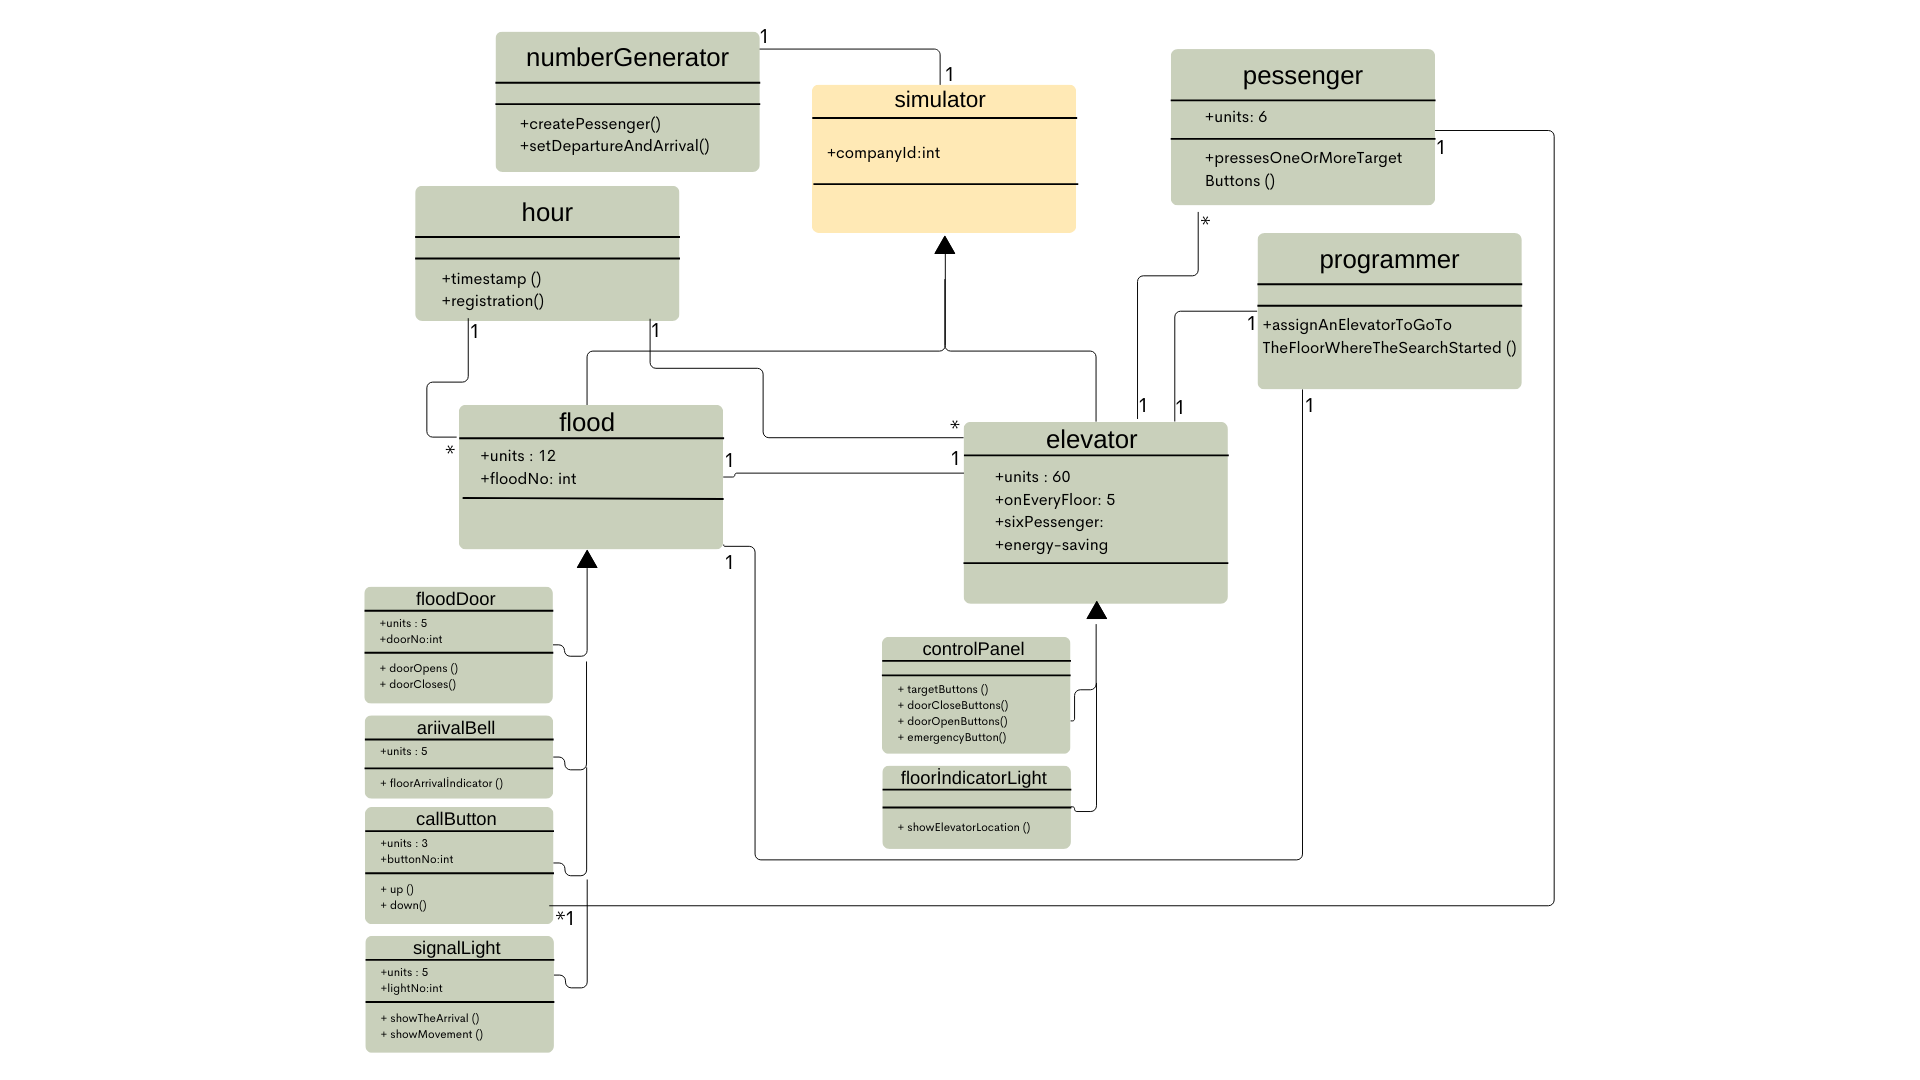 numberGenerator
+createPessenger()
+setDepartureAndArrival()
1
1
simulator
+companyId:int
pessenger
+units: 6
+pressesOneOrMoreTarget
Buttons ()
1
*
hour
+timestamp ()
+registration()
1
1
programmer
+assignAnElevatorToGoTo
TheFloorWhereTheSearchStarted ()
1
1
1
1
flood
+units : 12
+floodNo: int
*
1
1
*
1
elevator
+units : 60
+onEveryFloor: 5
+sixPessenger:
+energy-saving
floodDoor
+units : 5
+doorNo:int
+ doorOpens ()
+ doorCloses()
ariivalBell
+units : 5
+ floorArrivalİndicator ()
callButton
+units : 3
+buttonNo:int
+ up ()
+ down()
*1
signalLight
+units : 5
+lightNo:int
+ showTheArrival ()
+ showMovement ()
controlPanel
+ targetButtons ()
+ doorCloseButtons()
+ doorOpenButtons()
+ emergencyButton()
floorİndicatorLight
+ showElevatorLocation ()